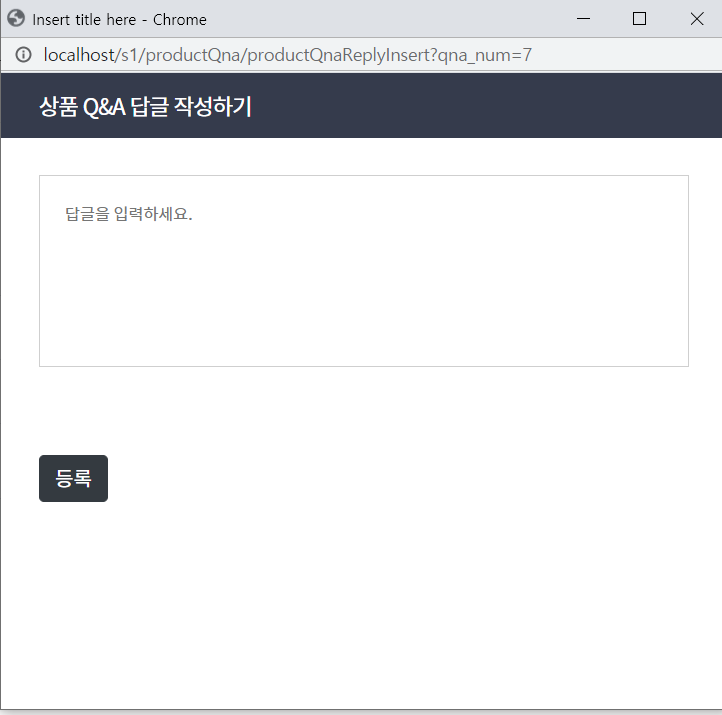 Insert title here - Chrome
localhost/s1/productQna/productQnaReplyInsert?qna_num=7
상품 Q&A 답글 작성하기
답글을 입력하세요.
등록